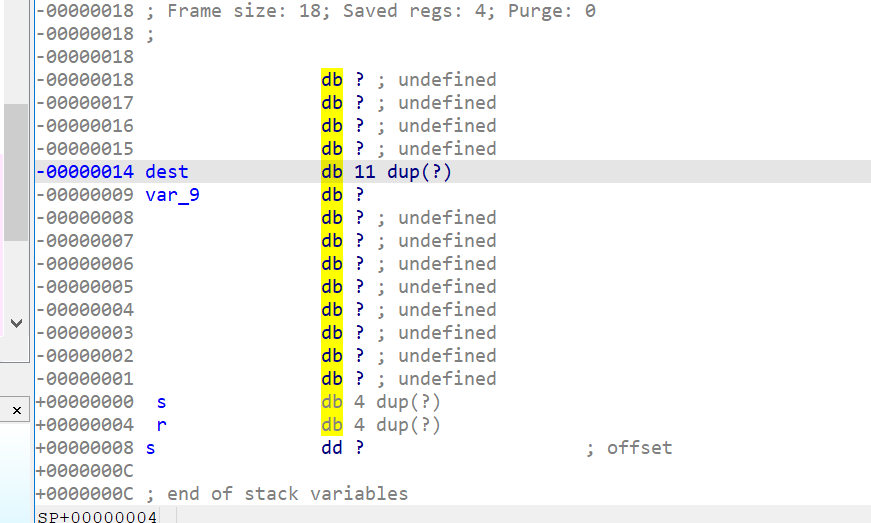 -00000018 ; Frame size: 18; Saved regs: 4; Purge: 0
-00000018 ;
-00000018
-00000018 db ? ; undefined
-00000017 db ? ; undefined
-00000016 db ? ; undefined
-00000015 db ? ; undefined
-00000014 dest db 11 dup(?)
-00000009 var_9 db ?
-00000008 db ? ; undefined
-00000007 db ? ; undefined
-00000006 db ? ; undefined
-00000005 db ? ; undefined
-00000004 db ? ; undefined
-00000003 db ? ; undefined
-00000002 db ? ; undefined
-00000001 db ? ; undefined
+00000000 s db 4 dup(?)
+00000004 r db 4 dup(?)
+00000008 s dd ? ; offset
+0000000C
+0000000C ; end of stack variables
SP+00000004